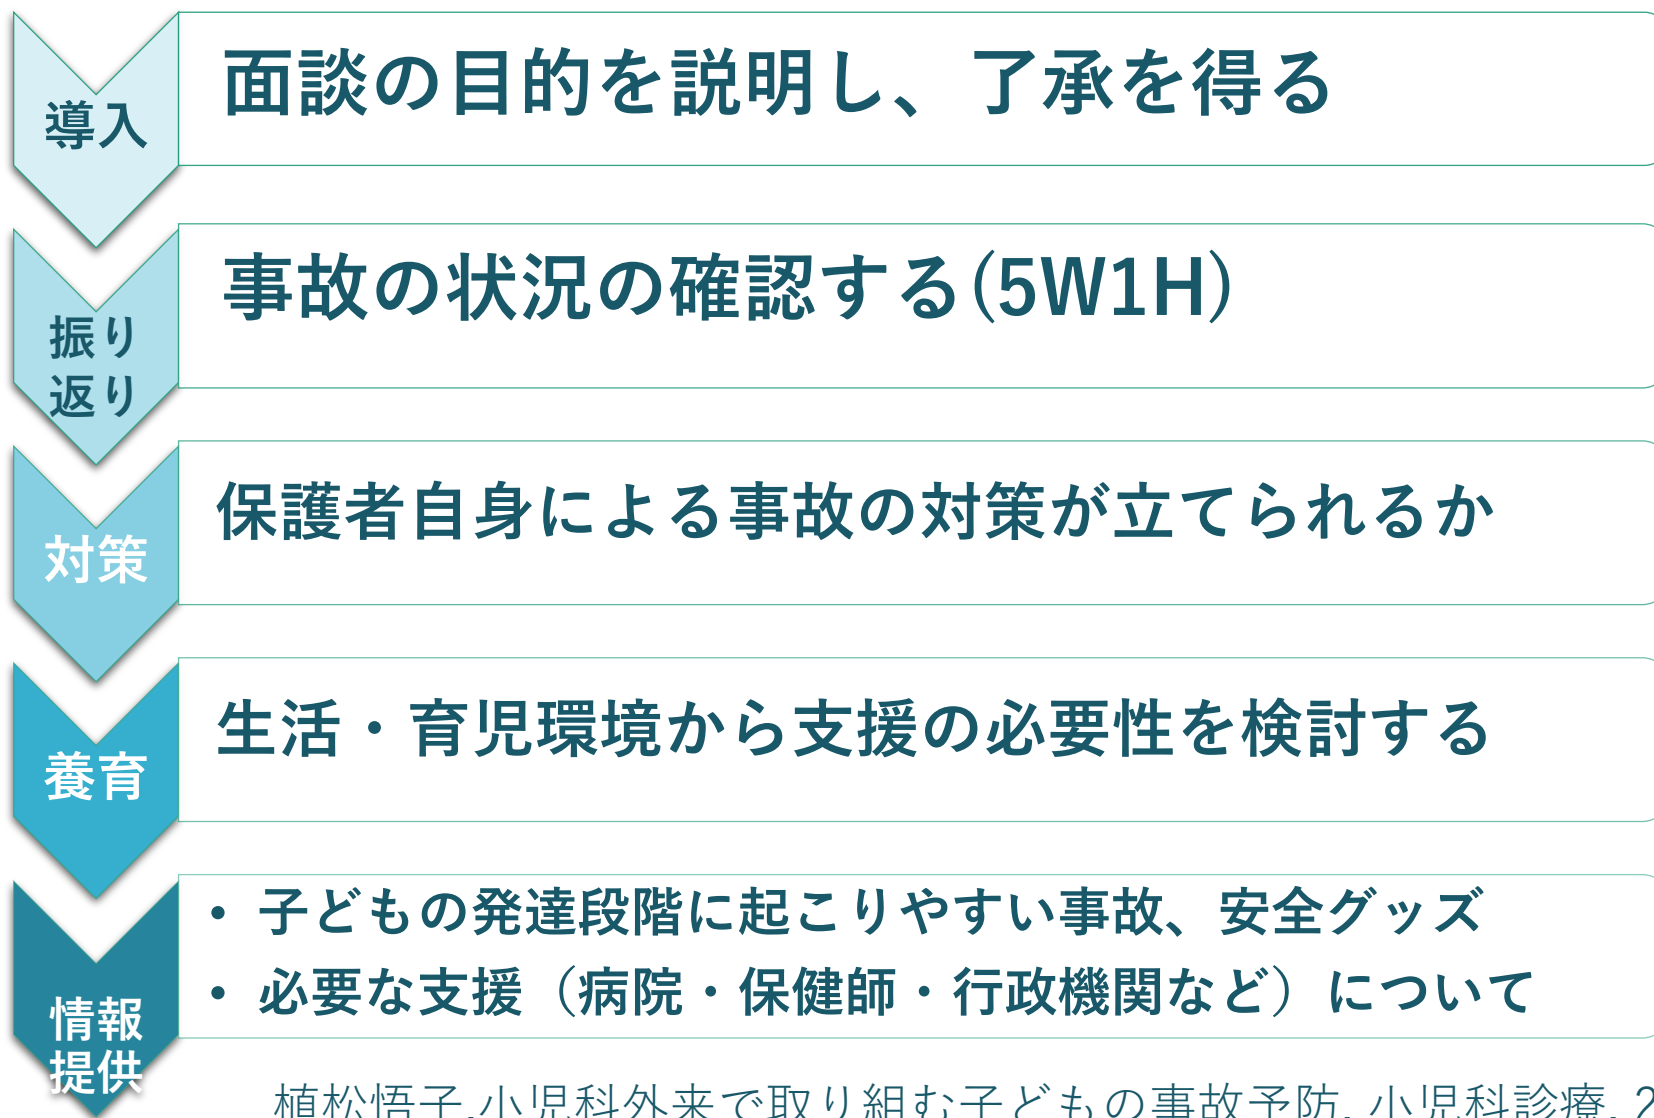 導入
面談の目的を説明し、了承を得る
振り
返り
事故の状況の確認する(5W1H)
対策
保護者自身による事故の対策が立てられるか
養育
生活・育児環境から支援の必要性を検討する
情報
提供
• 子どもの発達段階に起こりやすい事故、安全グッズ
• 必要な支援（病院・保健師・行政機関など）について
植松悟子.小児科外来で取り組む子どもの事故予防. 小児科診療. 2